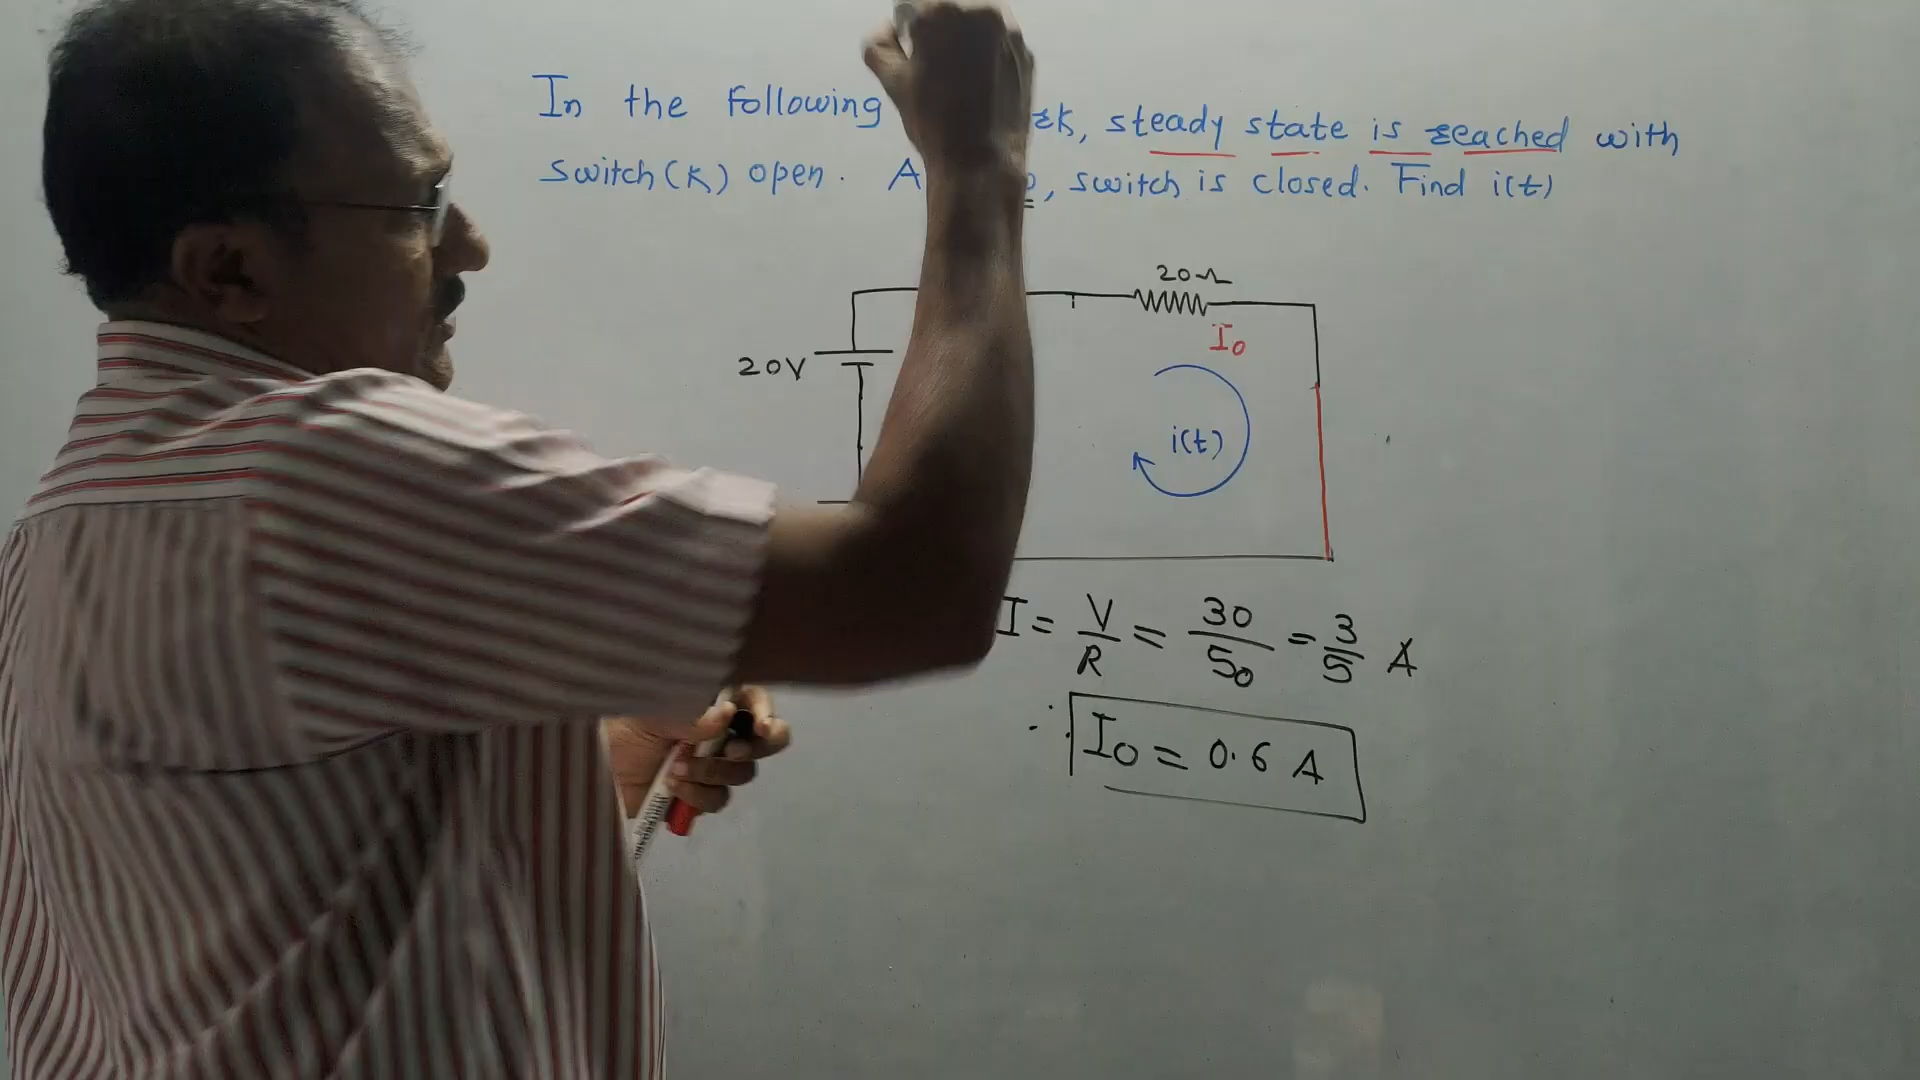 In the following rk, steady state is reached with
switch(K) open. A , switch is closed. Find i(t)
20Ω
I₀
20V
i(t)
I = V/R = 30/50 = 3/5 A
∴ I₀ = 0.6 A